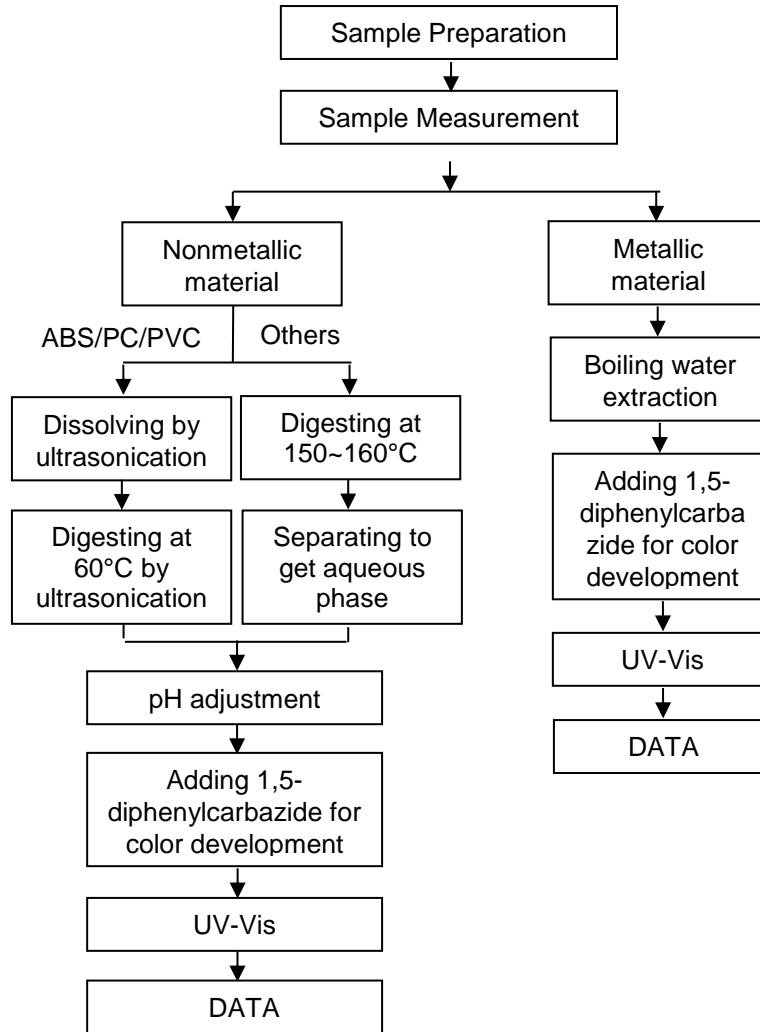 Sample Preparation
Sample Measurement
Nonmetallic
material
ABS/PC/PVC
Others
Dissolving by
ultrasonication
Digesting at
150~160°C
Digesting at
60°C by
ultrasonication
Separating to
get aqueous
phase
pH adjustment
Adding 1,5-
diphenylcarbazide for
color development
UV-Vis
DATA
Metallic
material
Boiling water
extraction
Adding 1,5-
diphenylcarba
zide for color
development
UV-Vis
DATA